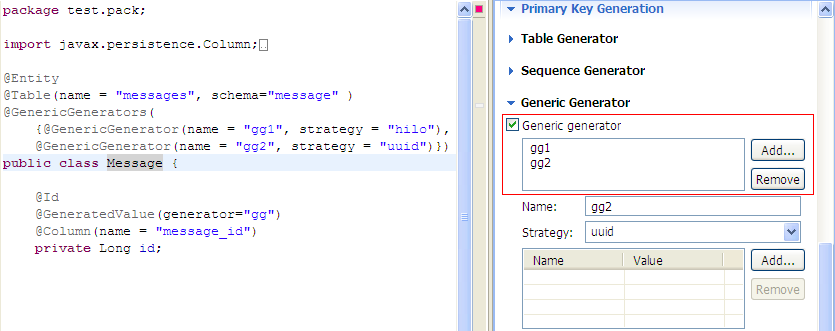 package test.pack;
import javax.persistence.Column;
@Entity
@Table(name = "messages", schema="message" )
@GenericGenerators(
{@GenericGenerator(name = "gg1", strategy = "hilo"),
@GenericGenerator(name = "gg2", strategy = "uuid")})
public class Message {
@Id
@GeneratedValue(generator="gg")
@Column(name = "message_id")
private Long id;
Primary Key Generation
Table Generator
Sequence Generator
Generic Generator
Generic generator
gg1
gg2
Add...
Remove
Name: gg2
Strategy: uuid
Name Value
Add...
Remove